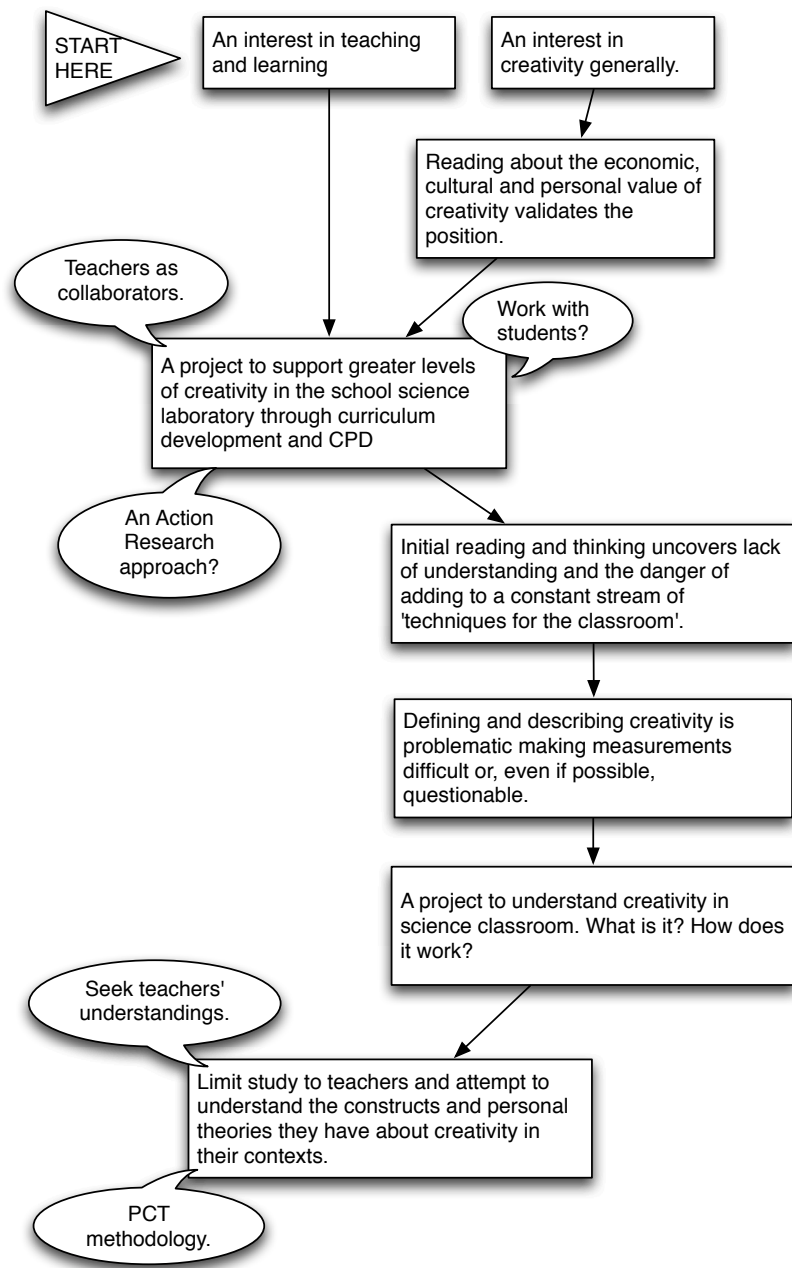 START
HERE
An interest in teaching
and learning
An interest in
creativity generally.
Reading about the economic,
cultural and personal value of
creativity validates the
position.
Teachers as
collaborators.
Work with
students?
A project to support greater levels
of creativity in the school science
laboratory through curriculum
development and CPD
An Action
Research
approach?
Initial reading and thinking uncovers lack
of understanding and the danger of
adding to a constant stream of
'techniques for the classroom'.
Defining and describing creativity is
problematic making measurements
difficult or, even if possible,
questionable.
A project to understand creativity in
science classroom. What is it? How does
it work?
Seek teachers'
understandings.
Limit study to teachers and attempt to
understand the constructs and personal
theories they have about creativity in
their contexts.
PCT
methodology.